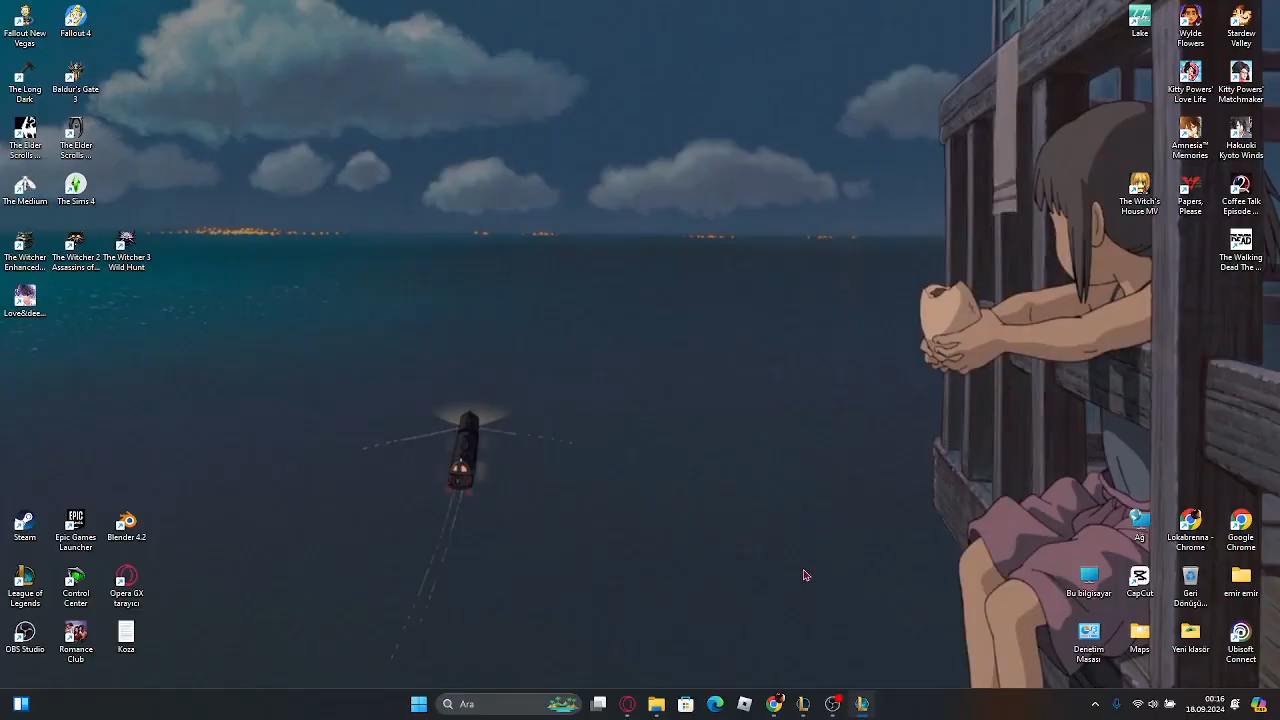 Fallout New
Vegas
Fallout 4
The Long
Dark
Baldur's Gate
3
The Elder
Scrolls ...
The Elder
Scrolls ...
The Medium
The Sims 4
The Witcher
Enhanced...
The Witcher 2
Assassins of...
The Witcher 3
Wild Hunt
Love&dee...
Lake
Wylde
Flowers
Stardew
Valley
Kitty Powers'
Love Life
Kitty Powers'
Matchmaker
Amnesia™
Memories
Hakuoki
Kyoto Winds
The Witch's
House MV
Papers,
Please
Coffee Talk
Episode ...
DEAD
The Walking
Dead The ...
Steam
EPIC
Epic Games
Launcher
Blender 4.2
League of
Legends
Control
Center
Opera GX
tarayıcı
OBS Studio
Romance
Club
Koza
Ağ
Lokabrenna -
Chrome
Google
Chrome
Bu bilgisayar
CapCut
Geri
Dönüşü...
emir emir
Denetim
Masası
Maps
Yeni klasör
Ubisoft
Connect
Ara
00:16
18.09.2024